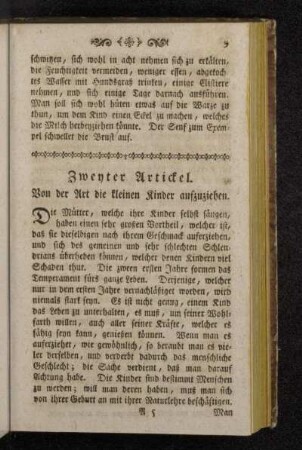 9
schwitzen, sich wohl in acht nehmen sich zu erkälten,
die Feuchtigkeit vermeiden, weniger essen, abgekoch-
tes Wasser mit Hundsgras trinken, einige Clistiere
nehmen, und sich einige Tage darnach ausführen.
Man soll sich wohl hüten etwas auf die Warze zu
thun, um dem Kind einen Eckel zu machen, welches
die Milch herbeyziehen könnte. Der Senf zum Exem-
pel schwellet die Brust auf.
Zweyter Artickel.
Von der Art die kleinen Kinder aufzuziehen.
Die Mütter, welche ihre Kinder selbst säugen,
haben einen sehr großen Vortheil, welcher ist,
daß sie dieselbigen nach ihrem Geschmack auferziehen,
und sich des gemeinen und sehr schlechten Schlen-
drians überheben können, welcher denen Kindern viel
Schaden thut. Die zween ersten Jahre formen das
Temperament fürs ganze Leben. Derjenige, welcher
nur in dem ersten Jahre vernachläßiget worden, wird
niemals stark seyn. Es ist nicht genug, einem Kind
das Leben zu unterhalten, es muß, um seiner Wohl-
farth willen, auch aller seiner Kräfte, welcher es
fähig seyn kann, geniesen können. Wenn man es
auferziehet, wie gewöhnlich, so beraubt man es vie-
ler derselben, und verderbt dadurch das menschliche
Geschlecht; die Sache verdient, daß man darauf
Achtung habe. Die Kinder sind bestimmt Menschen
zu werden; will man deren haben, muß man sich
von ihrer Geburt an mit ihrer Naturlehre beschäftigen.
A 5 Man